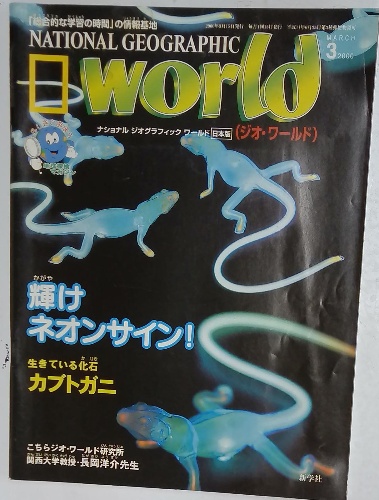 「総合的な学習の時間」の情報基地
NATIONAL GEOGRAPHIC
MARCH
3
world
ナショナル ジオグラフィック ワールド 日本版 (ジオ・ワールド)
かがや
輝け
ネオンサイン!
生きている化石
カブトガニ
こちらジオ・ワールド研究所
関西大学教授・長岡洋介先生
新学社